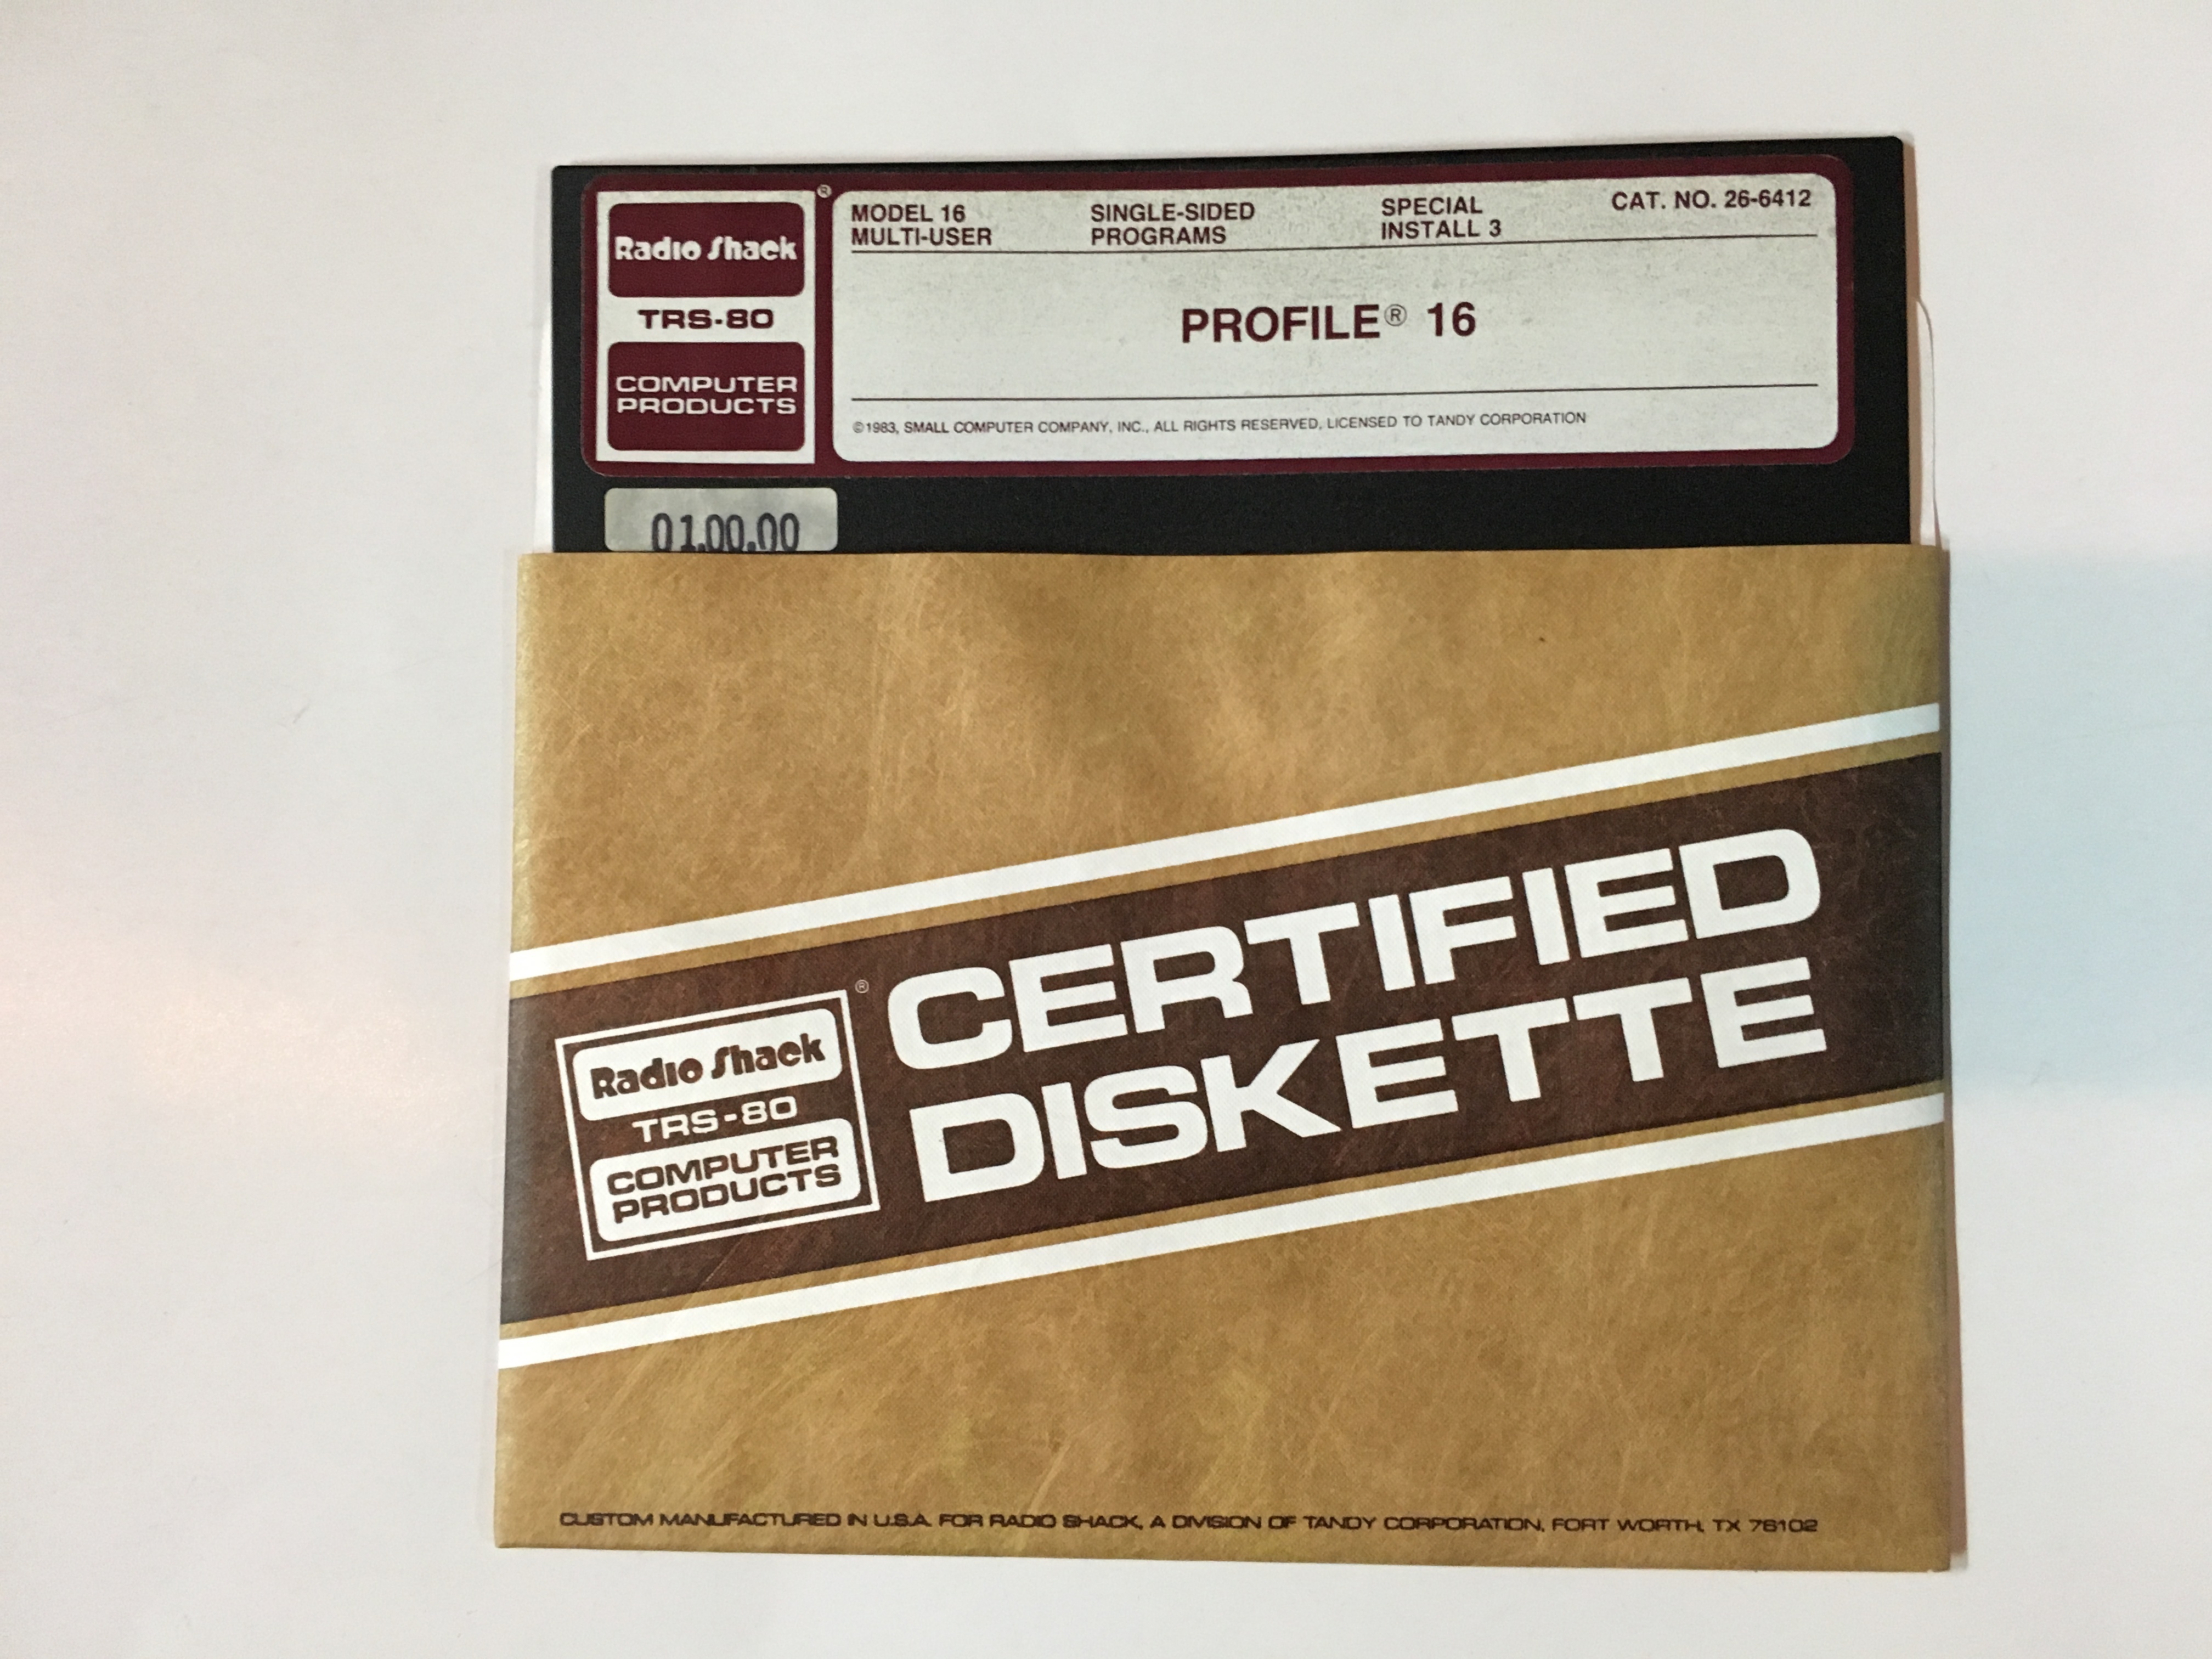 Radio Shack
®
TRS-80
COMPUTER
PRODUCTS
MODEL 16
MULTI-USER
SINGLE-SIDED
PROGRAMS
SPECIAL
INSTALL 3
CAT. NO. 26-6412
PROFILE® 16
©1983, SMALL COMPUTER COMPANY, INC., ALL RIGHTS RESERVED, LICENSED TO TANDY CORPORATION
01.00.00
Radio Shack
®
TRS-80
COMPUTER
PRODUCTS
CERTIFIED
DISKETTE
CUSTOM MANUFACTURED IN U.S.A. FOR RADIO SHACK, A DIVISION OF TANDY CORPORATION, FORT WORTH, TX 76102